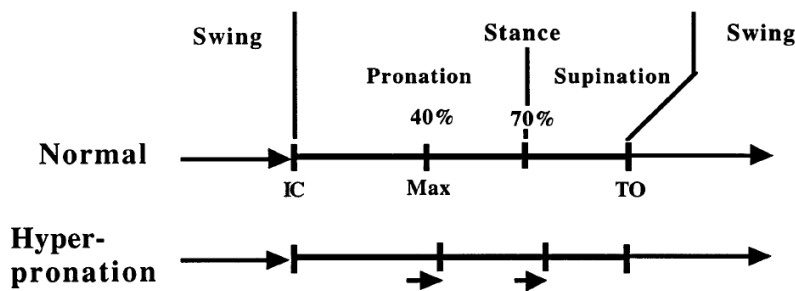 Swing
Stance
Swing
Pronation
Supination
40%
70%
Normal
IC
Max
TO
Hyper-
pronation